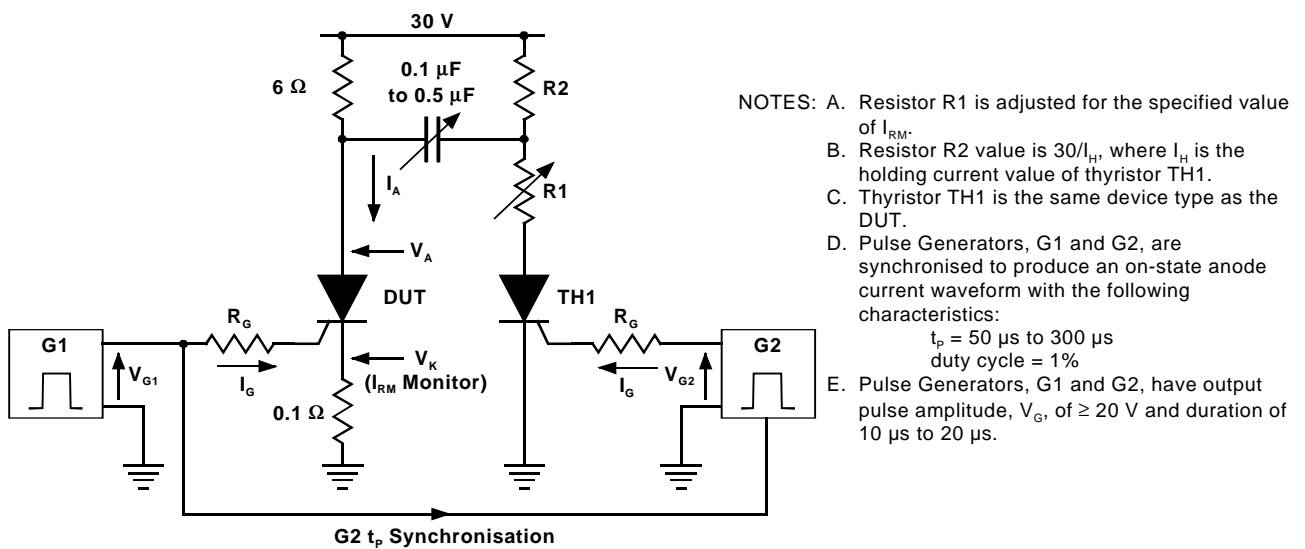 30 V
6 Ω
0.1 μF
to 0.5 μF
R2
I_A
R1
V_A
DUT
TH1
R_G
R_G
G1
G2
V_G1
I_G
V_K
(I_RM Monitor)
I_G
V_G2
0.1 Ω
G2 t_P Synchronisation
NOTES: A. Resistor R1 is adjusted for the specified value
of I_RM.
B. Resistor R2 value is 30/I_H, where I_H is the
holding current value of thyristor TH1.
C. Thyristor TH1 is the same device type as the
DUT.
D. Pulse Generators, G1 and G2, are
synchronised to produce an on-state anode
current waveform with the following
characteristics:
t_P = 50 µs to 300 µs
duty cycle = 1%
E. Pulse Generators, G1 and G2, have output
pulse amplitude, V_G, of ≥ 20 V and duration of
10 µs to 20 µs.